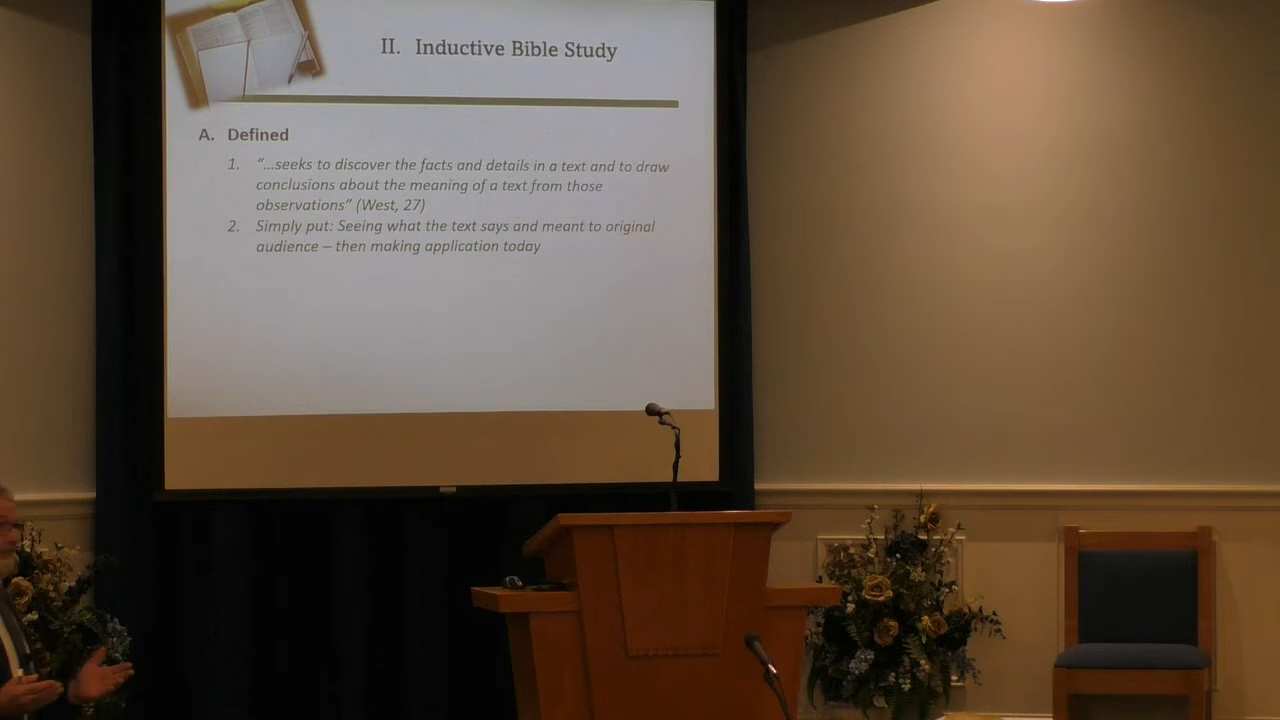 II. Inductive Bible Study
A. Defined
1. "...seeks to discover the facts and details in a text and to draw
conclusions about the meaning of a text from those
observations" (West, 27)
2. Simply put: Seeing what the text says and meant to original
audience – then making application today